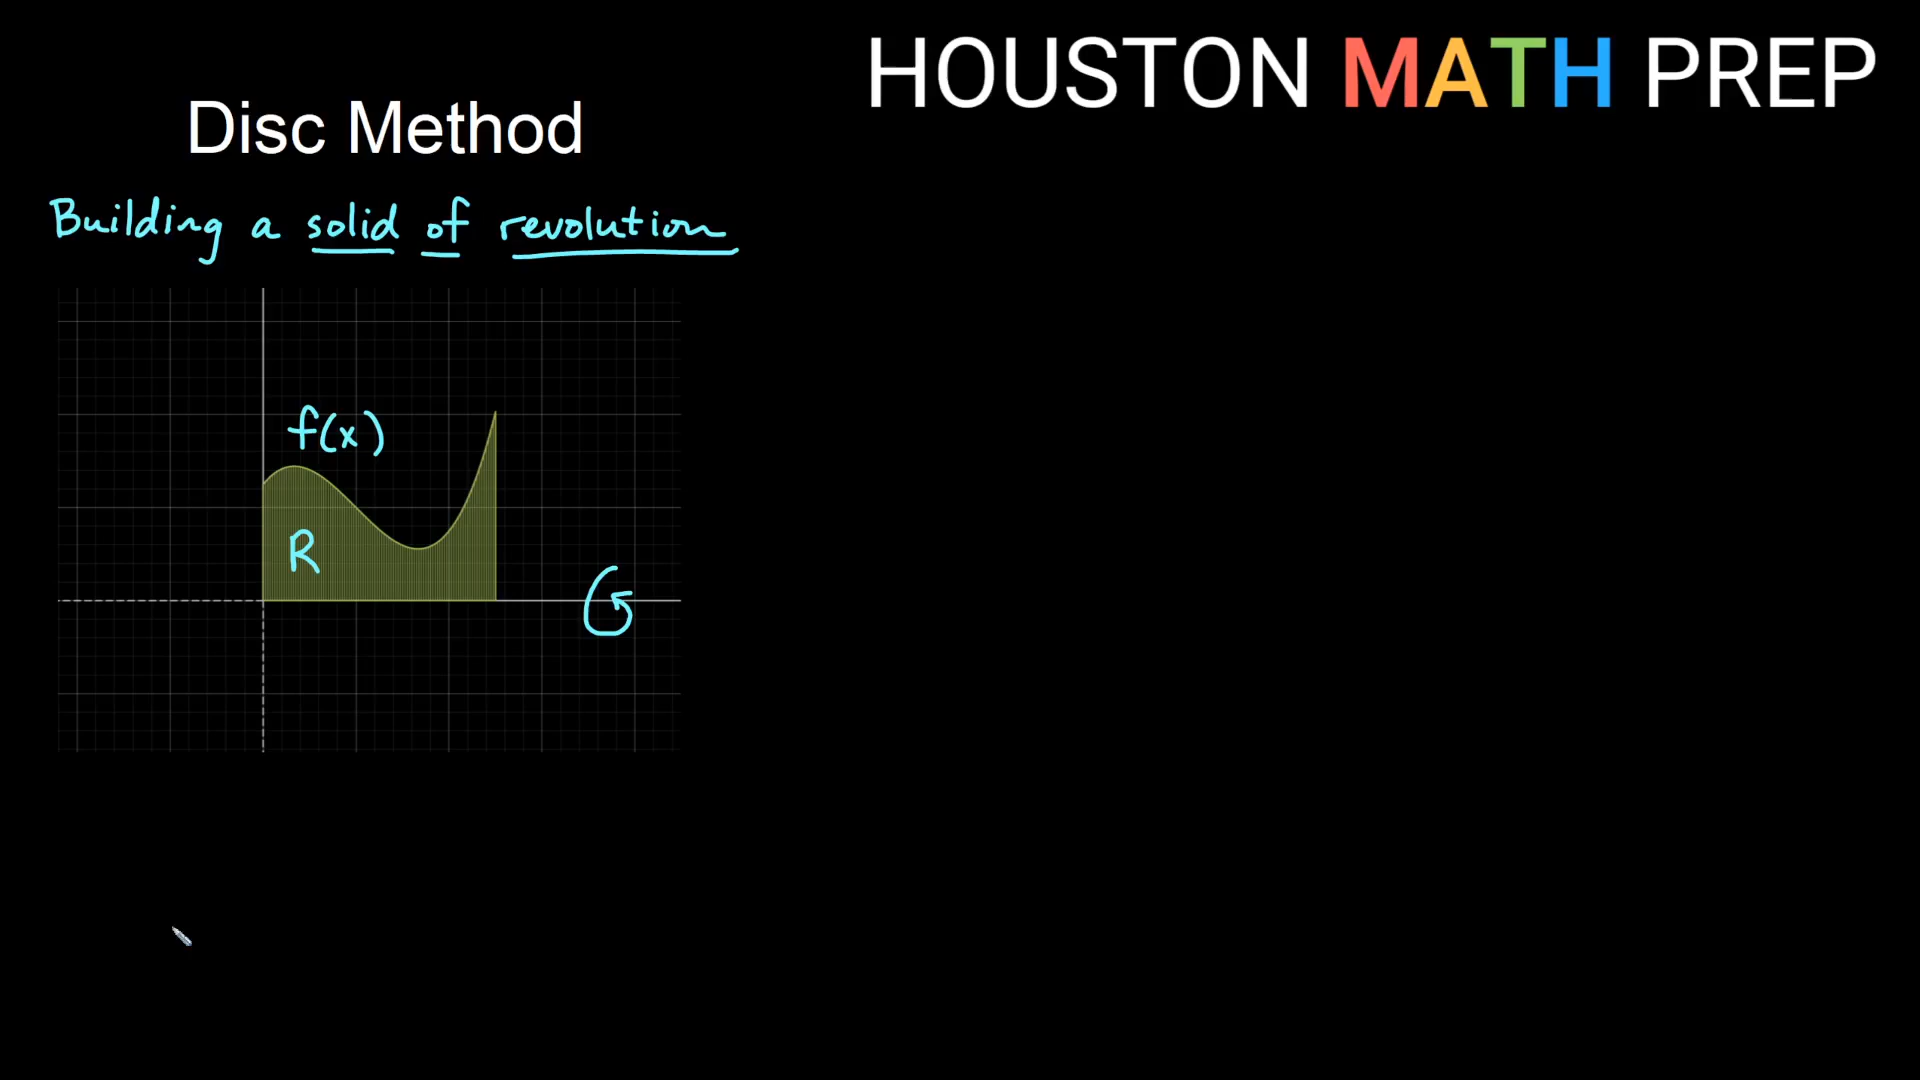 HOUSTON MATH PREP
Disc Method
Building a solid of revolution
f(x)
R